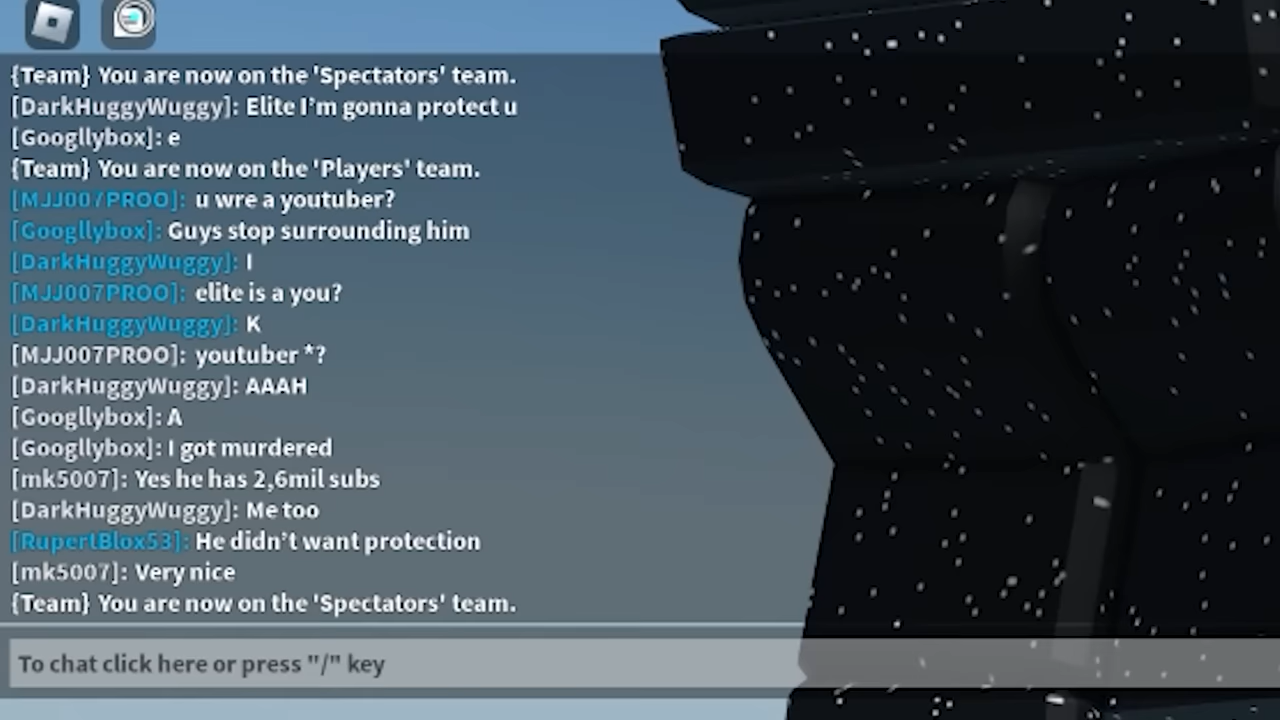 {Team} You are now on the 'Spectators' team.
[DarkHuggyWuggy]: Elite I'm gonna protect u
[Googllybox]: e
{Team} You are now on the 'Players' team.
[MJJ007PROO]: u wre a youtuber?
[Googllybox]: Guys stop surrounding him
[DarkHuggyWuggy]: I
[MJJ007PROO]: elite is a you?
[DarkHuggyWuggy]: K
[MJJ007PROO]: youtuber *?
[DarkHuggyWuggy]: AAAH
[Googllybox]: A
[Googllybox]: I got murdered
[mk5007]: Yes he has 2,6mil subs
[DarkHuggyWuggy]: Me too
[RupertBlox53]: He didn't want protection
[mk5007]: Very nice
{Team} You are now on the 'Spectators' team.
To chat click here or press "/" key